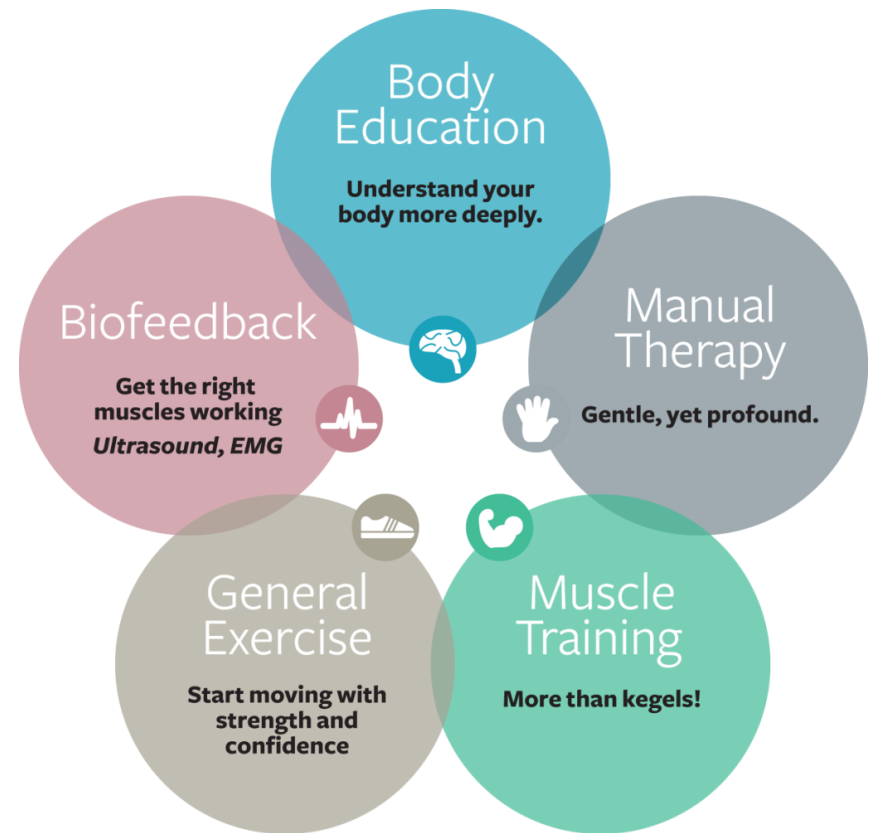 Body
Education
Understand your
body more deeply.
Biofeedback
Get the right
muscles working
Ultrasound, EMG
Manual
Therapy
Gentle, yet profound.
General
Exercise
Start moving with
strength and
confidence
Muscle
Training
More than kegels!